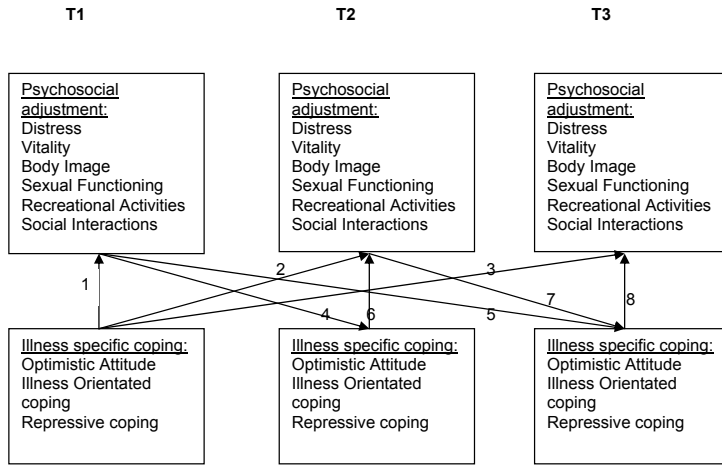 T1
T2
T3
Psychosocial
adjustment:
Distress
Vitality
Body Image
Sexual Functioning
Recreational Activities
Social Interactions
Psychosocial
adjustment:
Distress
Vitality
Body Image
Sexual Functioning
Recreational Activities
Social Interactions
Psychosocial
adjustment:
Distress
Vitality
Body Image
Sexual Functioning
Recreational Activities
Social Interactions
1
2
3
4
6
5
7
8
Illness specific coping:
Optimistic Attitude
Illness Orientated
coping
Repressive coping
Illness specific coping:
Optimistic Attitude
Illness Orientated
coping
Repressive coping
Illness specific coping:
Optimistic Attitude
Illness Orientated
coping
Repressive coping